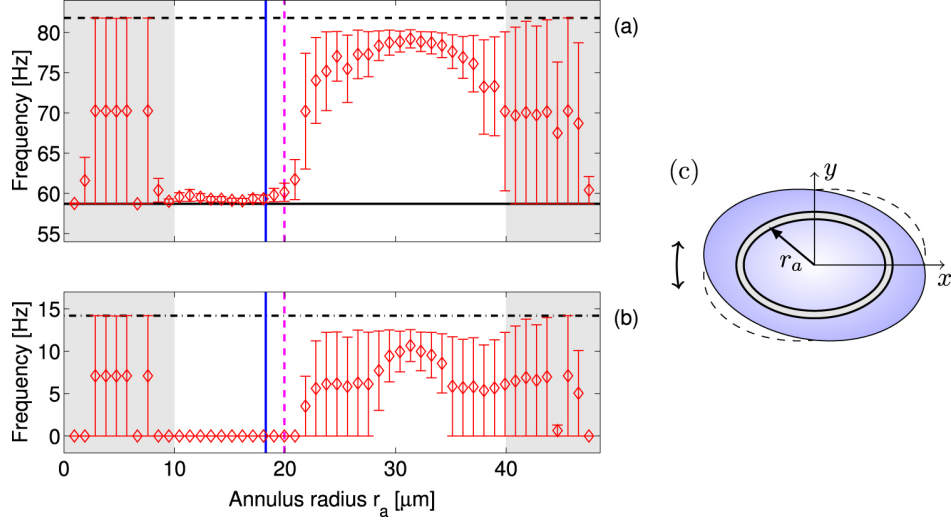 (a)
Frequency [Hz]
80
75
70
65
60
55
(b)
Frequency [Hz]
15
10
5
0
0 10 20 30 40
Annulus radius r_a [μm]
(c)
y
r_a
x